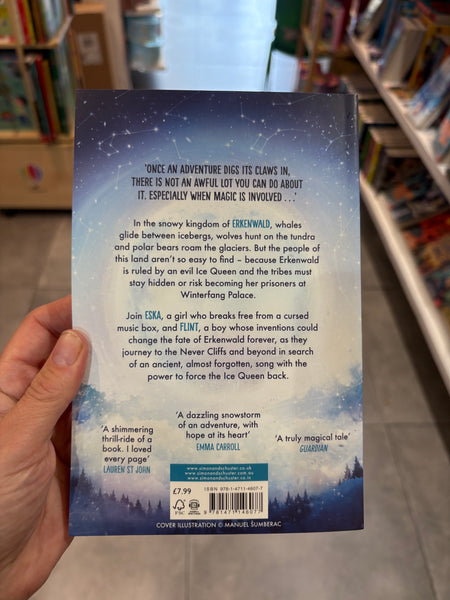 'ONCE AN ADVENTURE DIGS ITS CLAWS IN,
THERE IS NOT AN AWFUL LOT YOU CAN DO ABOUT
IT. ESPECIALLY WHEN MAGIC IS INVOLVED . . .'
In the snowy kingdom of ERKENWALD, whales
glide between icebergs, wolves hunt on the tundra
and polar bears roam the glaciers. But the people of
this land aren't so easy to find – because Erkenwald
is ruled by an evil Ice Queen and the tribes must
stay hidden or risk becoming her prisoners at
Winterfang Palace.
Join ESKA, a girl who breaks free from a cursed
music box, and FLINT, a boy whose inventions could
change the fate of Erkenwald forever, as they
journey to the Never Cliffs and beyond in search
of an ancient, almost forgotten, song with the
power to force the Ice Queen back.
'A shimmering
thrill-ride of a
book. I loved
every page'
LAUREN ST JOHN
'A dazzling snowstorm
of an adventure, with
hope at its heart'
EMMA CARROLL
'A truly magical tale'
GUARDIAN
£7.99
FSC
www.simonandschuster.co.uk
www.simonandschuster.com.au
www.simonandschuster.co.in
ISBN 978-1-4711-4607-7
9 781471 146077
COVER ILLUSTRATION © MANUEL ŠUMBERAC